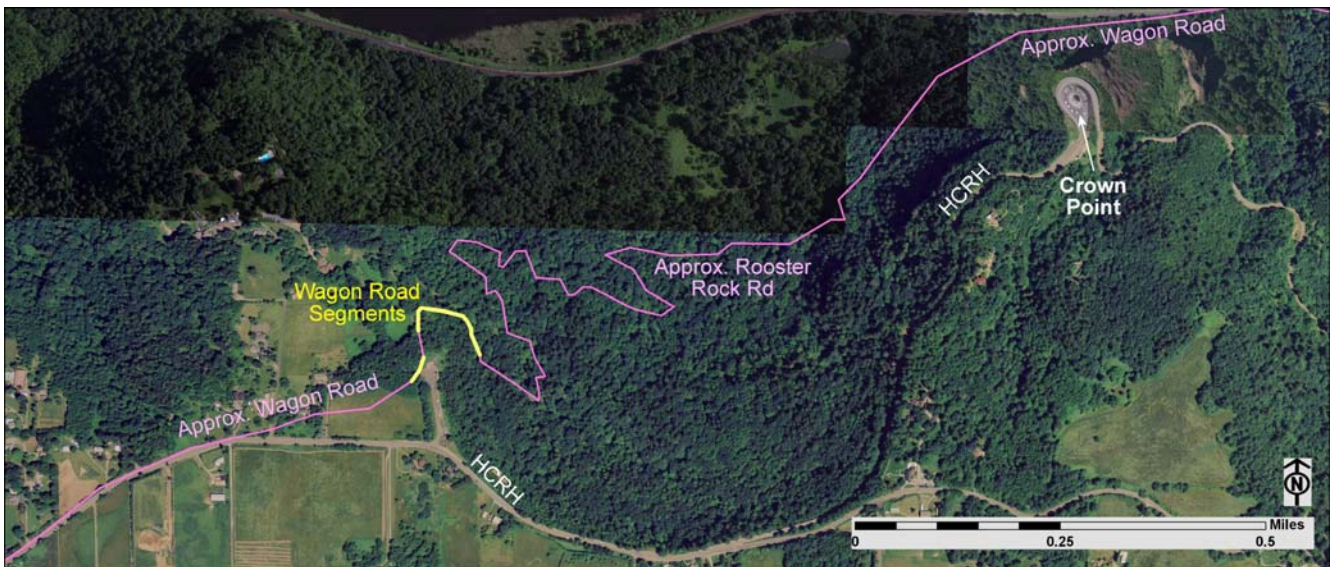 Approx. Wagon Road
HCRH
Crown
Point
Approx. Rooster
Rock Rd
Wagon Road
Segments
Approx. Wagon Road
HCRH
N
Miles
0
0.25
0.5